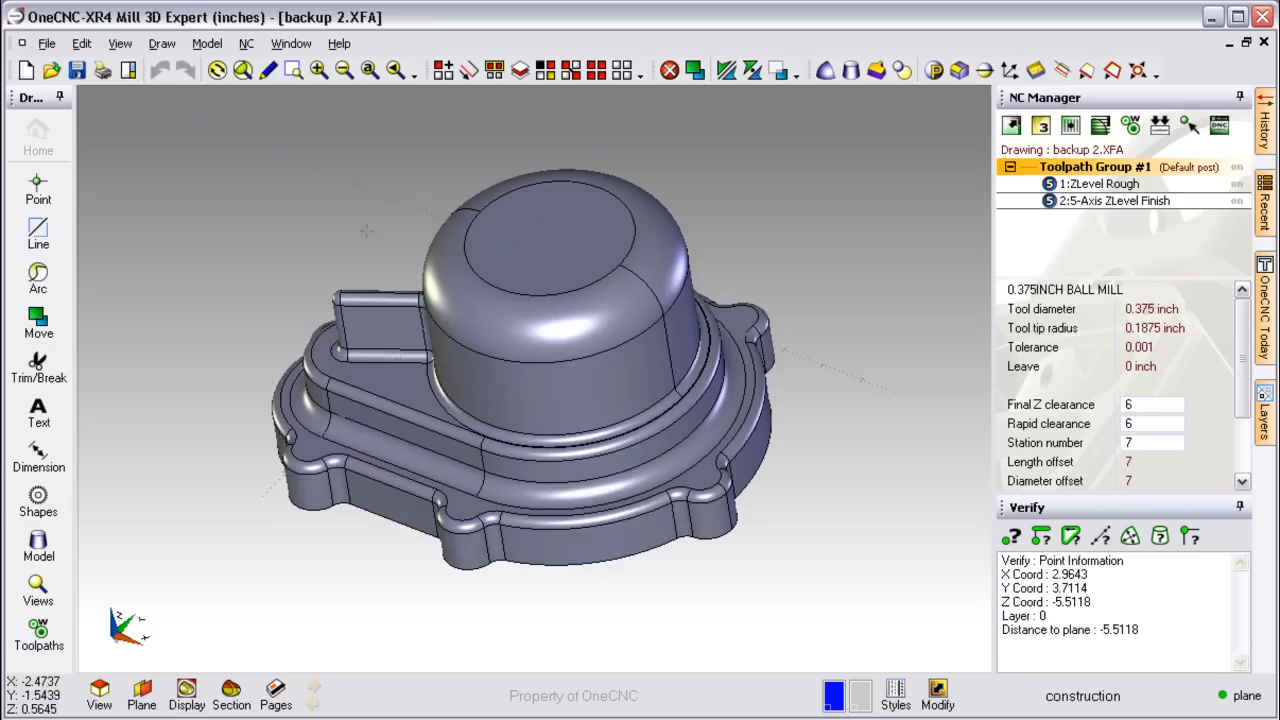 OneCNC-XR4 Mill 3D Expert (inches) - [backup 2.XFA]
File Edit View Draw Model NC Window Help
Dr...
Home
Point
Line
Arc
Move
Trim/Break
Text
Dimension
Shapes
Model
Views
Toolpaths
NC Manager
3
DNC
Drawing : backup 2.XFA
Toolpath Group #1 (Default post) on
5 1:ZLevel Rough on
5 2:5-Axis ZLevel Finish on
0.375INCH BALL MILL
Tool diameter 0.375 inch
Tool tip radius 0.1875 inch
Tolerance 0.001
Leave 0 inch
Final Z clearance 6
Rapid clearance 6
Station number 7
Length offset 7
Diameter offset 7
Verify
Verify : Point Information
X Coord : 2.9643
Y Coord : 3.7114
Z Coord : -5.5118
Layer : 0
Distance to plane : -5.5118
History
Recent
OneCNC Today
Layers
X: -2.4737
Y: -1.5439
Z: 0.5645
View Plane Display Section Pages
Property of OneCNC
Styles Modify
construction
plane